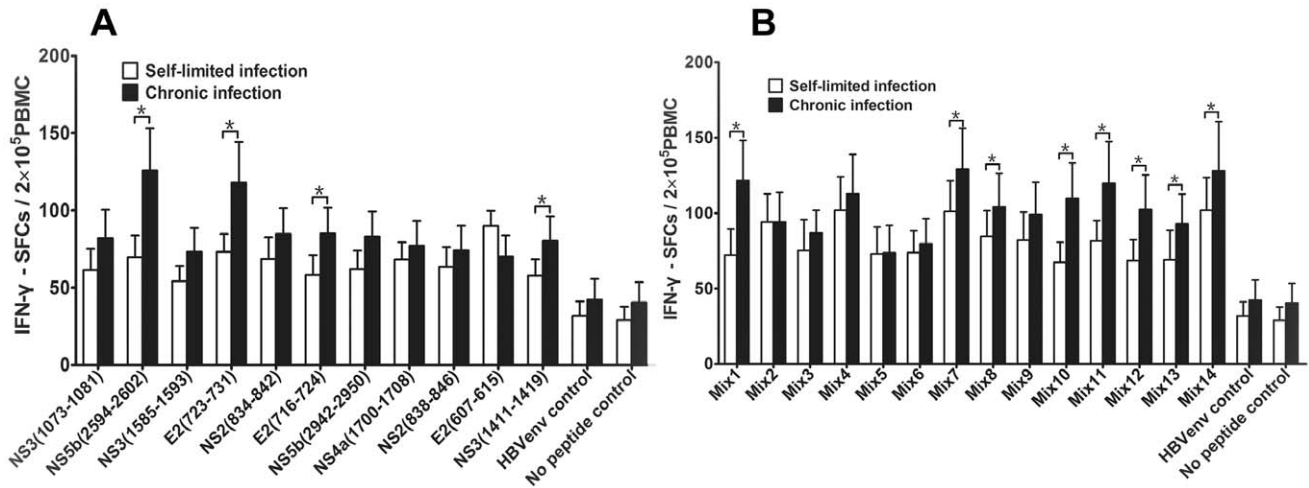 A
IFN-γ - SFCs / 2×10⁵PBMC
200
150
100
50
0
Self-limited infection
Chronic infection
*
*
*
*
NS3(1073-1081)
NS5b(2594-2602)
NS3(1585-1593)
E2(723-731)
NS2(834-842)
E2(716-724)
NS5b(2942-2950)
NS4a(1700-1708)
NS2(838-846)
E2(607-615)
NS3(1411-1419)
HBVenv control
No peptide control
B
IFN-γ - SFCs / 2×10⁵PBMC
200
150
100
50
0
Self-limited infection
Chronic infection
*
*
*
*
*
*
*
*
Mix1
Mix2
Mix3
Mix4
Mix5
Mix6
Mix7
Mix8
Mix9
Mix10
Mix11
Mix12
Mix13
Mix14
HBVenv control
No peptide control